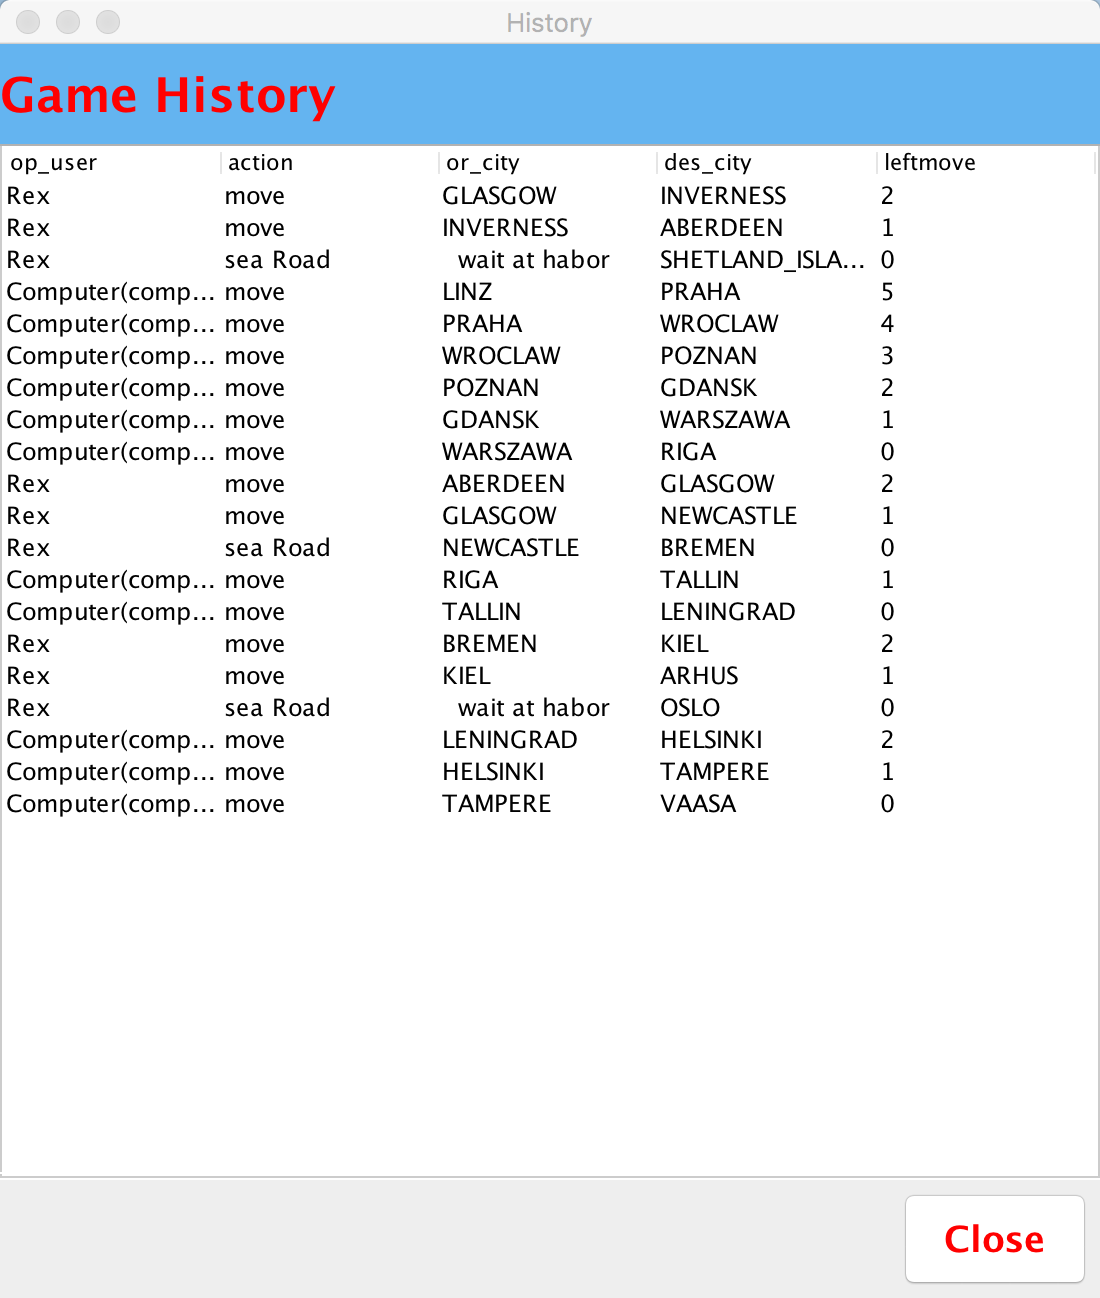 History
Game History
op_user action or_city des_city leftmove
Rex move GLASGOW INVERNESS 2
Rex move INVERNESS ABERDEEN 1
Rex sea Road wait at habor SHETLAND_ISLA... 0
Computer(comp... move LINZ PRAHA 5
Computer(comp... move PRAHA WROCLAW 4
Computer(comp... move WROCLAW POZNAN 3
Computer(comp... move POZNAN GDANSK 2
Computer(comp... move GDANSK WARSZAWA 1
Computer(comp... move WARSZAWA RIGA 0
Rex move ABERDEEN GLASGOW 2
Rex move GLASGOW NEWCASTLE 1
Rex sea Road NEWCASTLE BREMEN 0
Computer(comp... move RIGA TALLIN 1
Computer(comp... move TALLIN LENINGRAD 0
Rex move BREMEN KIEL 2
Rex move KIEL ARHUS 1
Rex sea Road wait at habor OSLO 0
Computer(comp... move LENINGRAD HELSINKI 2
Computer(comp... move HELSINKI TAMPERE 1
Computer(comp... move TAMPERE VAASA 0
Close